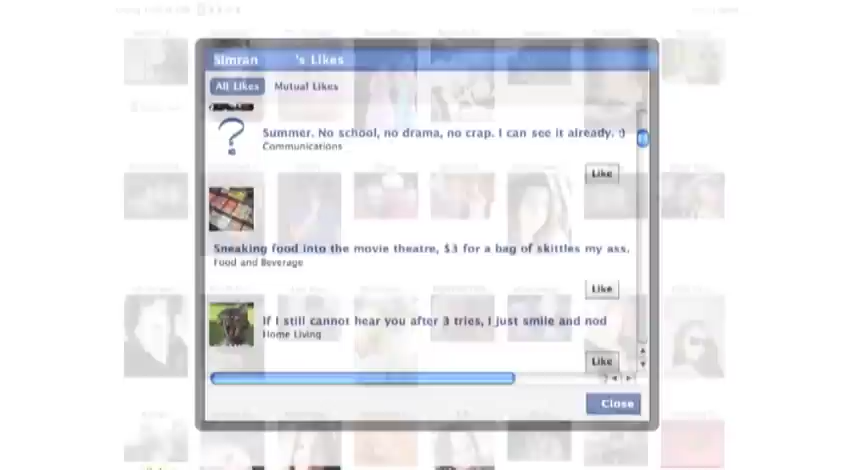 Simran 's Likes
All Likes Mutual Likes
Summer. No school, no drama, no crap. I can see it already. :)
Communications
Like
Sneaking food into the movie theatre, $3 for a bag of skittles my ass.
Food and Beverage
Like
If I still cannot hear you after 3 tries, I just smile and nod
Home Living
Like
Close